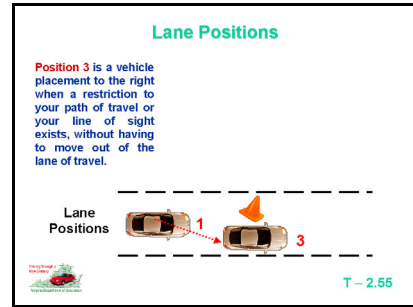 Lane Positions
Position 3 is a vehicle
placement to the right
when a restriction to
your path of travel or
your line of sight
exists, without having
to move out of the
lane of travel.
Lane
Positions
1
3
T – 2.55